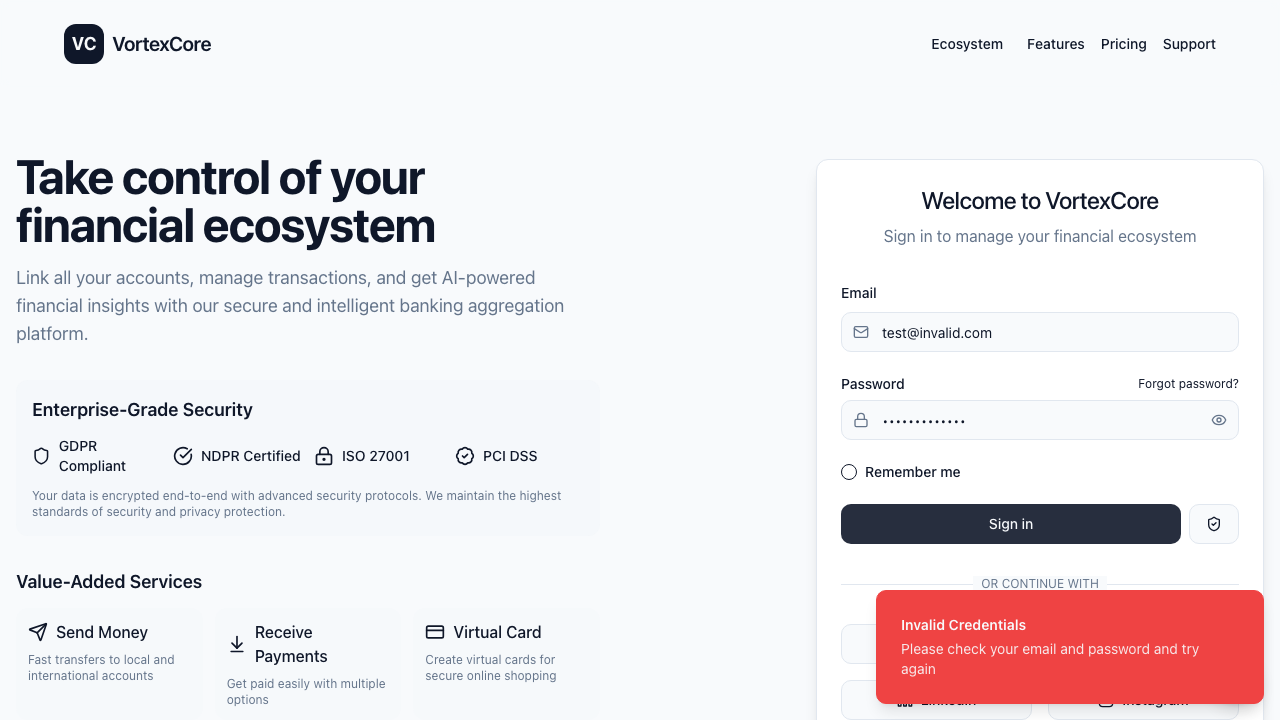 VC VortexCore
Ecosystem Features Pricing Support
Take control of your
financial ecosystem
Link all your accounts, manage transactions, and get AI-powered
financial insights with our secure and intelligent banking aggregation
platform.
Enterprise-Grade Security
GDPR
Compliant
NDPR Certified
ISO 27001
PCI DSS
Your data is encrypted end-to-end with advanced security protocols. We maintain the highest
standards of security and privacy protection.
Value-Added Services
Send Money
Fast transfers to local and
international accounts
Receive
Payments
Get paid easily with multiple
options
Virtual Card
Create virtual cards for
secure online shopping
Welcome to VortexCore
Sign in to manage your financial ecosystem
Email
test@invalid.com
Password
Forgot password?
•••••••••••••
Remember me
Sign in
OR CONTINUE WITH
Invalid Credentials
Please check your email and password and try
again